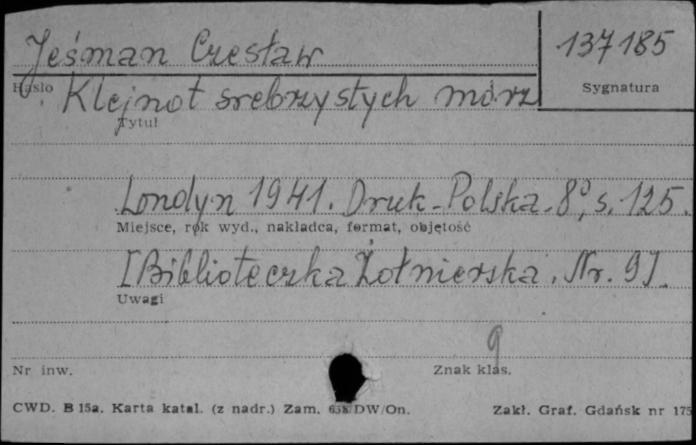 Jeśman Czesław
137185
Hasło
Sygnatura
Klejnot srebrzystych mórz
Tytuł
Londyn 1941. Druk. Polska. 8°, s. 125.
Miejsce, rok wyd., nakładca, format, objętość
[Biblioteczka Żołnierska. Nr. 9].
Uwagi
9
Nr inw.
Znak klas.
CWD. B 15a. Karta katal. (z nadr.) Zam. DW/On.
Zakł. Graf. Gdańsk nr 175